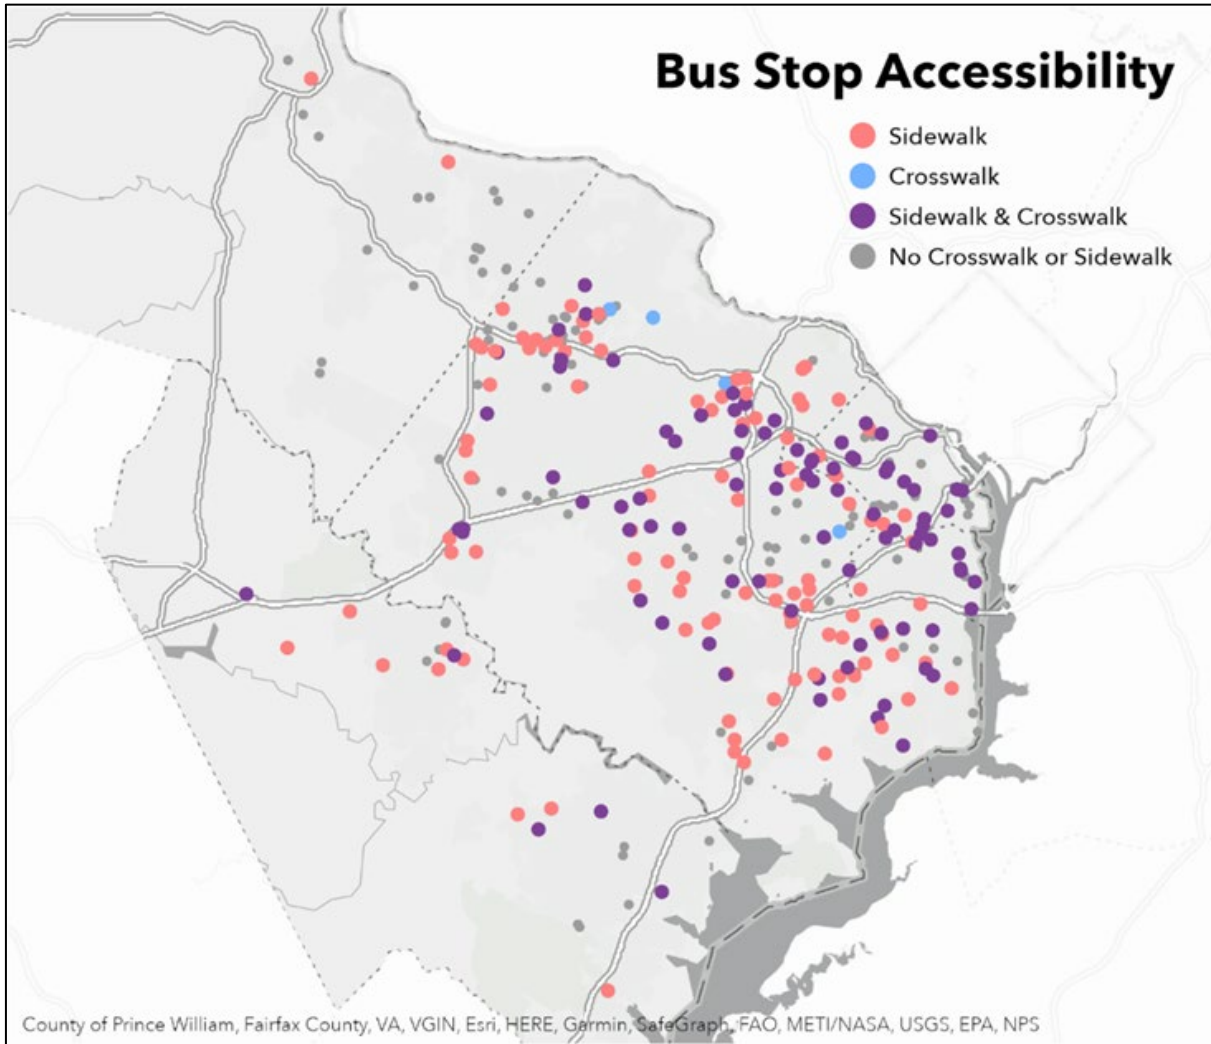 Bus Stop Accessibility
Sidewalk
Crosswalk
Sidewalk & Crosswalk
No Crosswalk or Sidewalk
County of Prince William, Fairfax County, VA, VGIN, Esri, HERE, Garmin, SafeGraph, FAO, METI/NASA, USGS, EPA, NPS